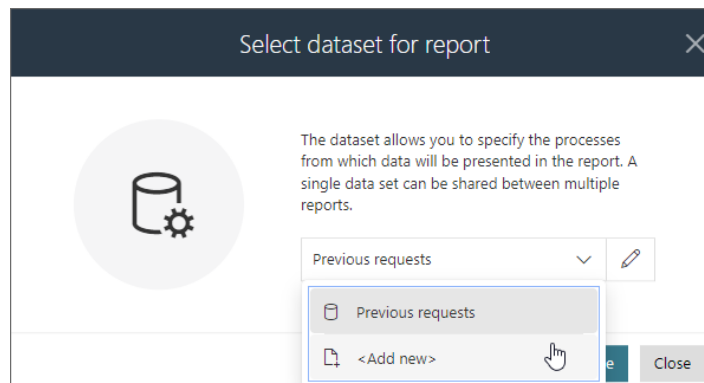 Select dataset for report
The dataset allows you to specify the processes
from which data will be presented in the report. A
single data set can be shared between multiple
reports.
Previous requests
Previous requests
<Add new>
Close